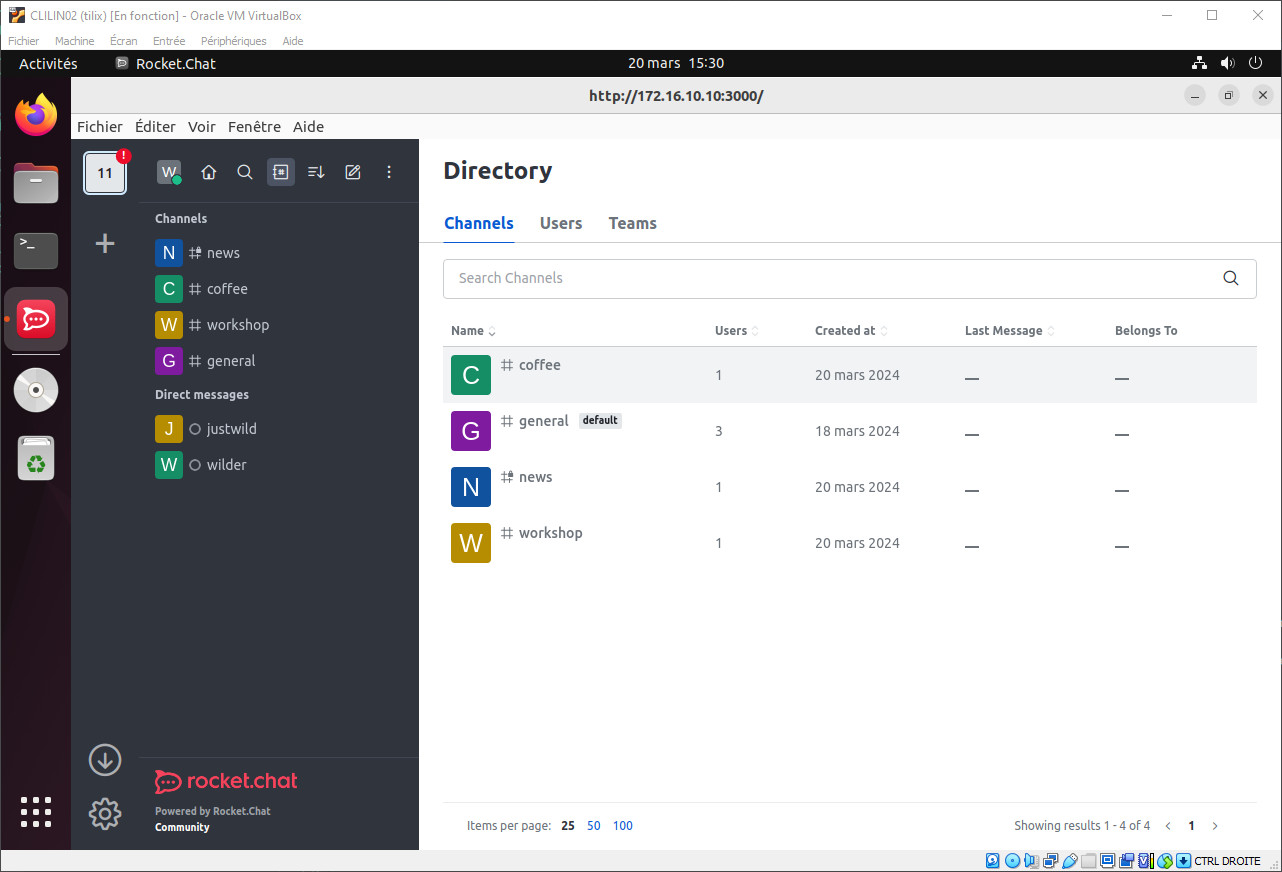 CLILIN02 (tilix) [En fonction] - Oracle VM VirtualBox
Fichier Machine Écran Entrée Périphériques Aide
Activités Rocket.Chat 20 mars 15:30
http://172.16.10.10:3000/
Fichier Éditer Voir Fenêtre Aide
11 !
W
Channels
N news
C coffee
W workshop
G general
Direct messages
J justwild
W wilder
rocket.chat
Powered by Rocket.Chat
Community
Directory
Channels Users Teams
Search Channels
Name Users Created at Last Message Belongs To
C # coffee 1 20 mars 2024 — —
G # general default 3 18 mars 2024 — —
N news 1 20 mars 2024 — —
W # workshop 1 20 mars 2024 — —
Items per page: 25 50 100 Showing results 1 - 4 of 4 < 1 >
CTRL DROITE